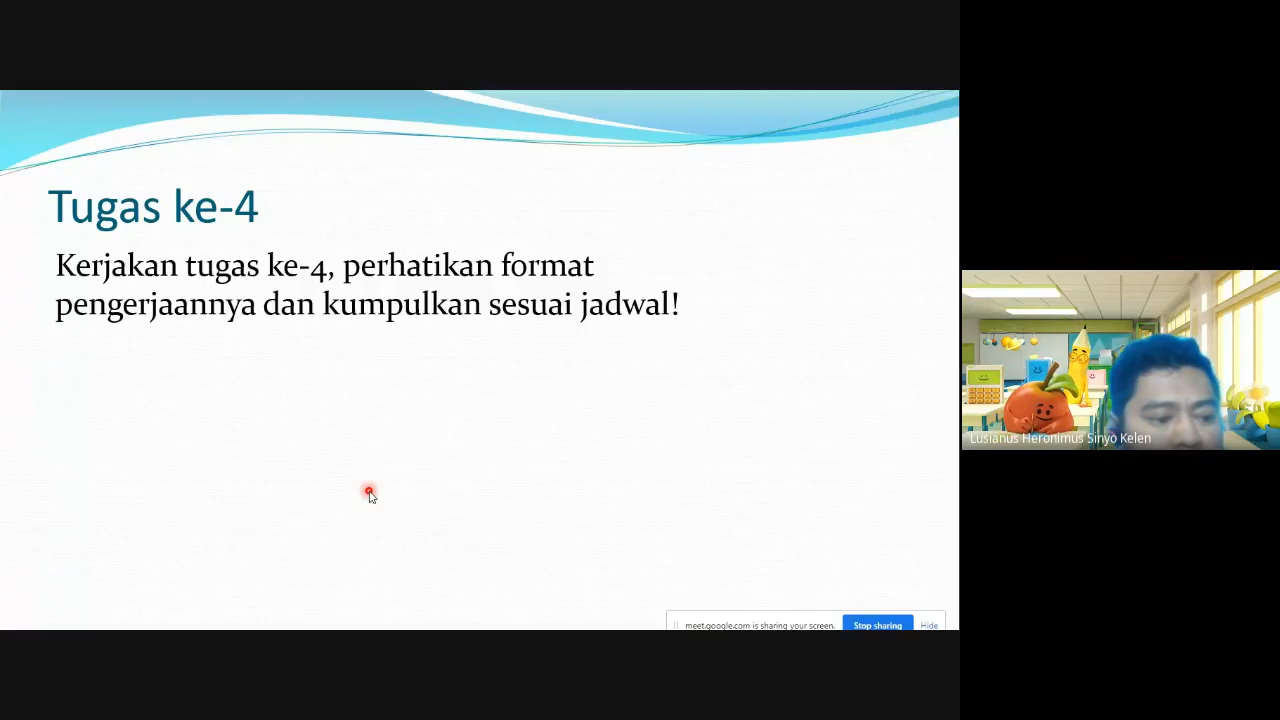 Tugas ke-4
Kerjakan tugas ke-4, perhatikan format
pengerjaannya dan kumpulkan sesuai jadwal!
Lusianus Heronimus Sinyo Kelen
meet.google.com is sharing your screen.
Stop sharing
Hide